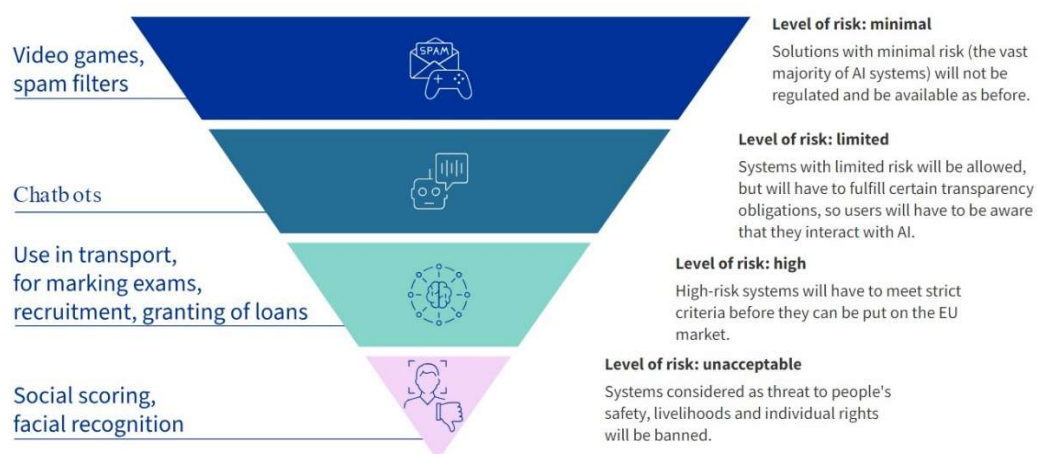 Video games,
spam filters
SPAM
Level of risk: minimal
Solutions with minimal risk (the vast
majority of AI systems) will not be
regulated and be available as before.
Chatbots
Level of risk: limited
Systems with limited risk will be allowed,
but will have to fulfill certain transparency
obligations, so users will have to be aware
that they interact with AI.
Use in transport,
for marking exams,
recruitment, granting of loans
Level of risk: high
High-risk systems will have to meet strict
criteria before they can be put on the EU
market.
Social scoring,
facial recognition
Level of risk: unacceptable
Systems considered as threat to people's
safety, livelihoods and individual rights
will be banned.